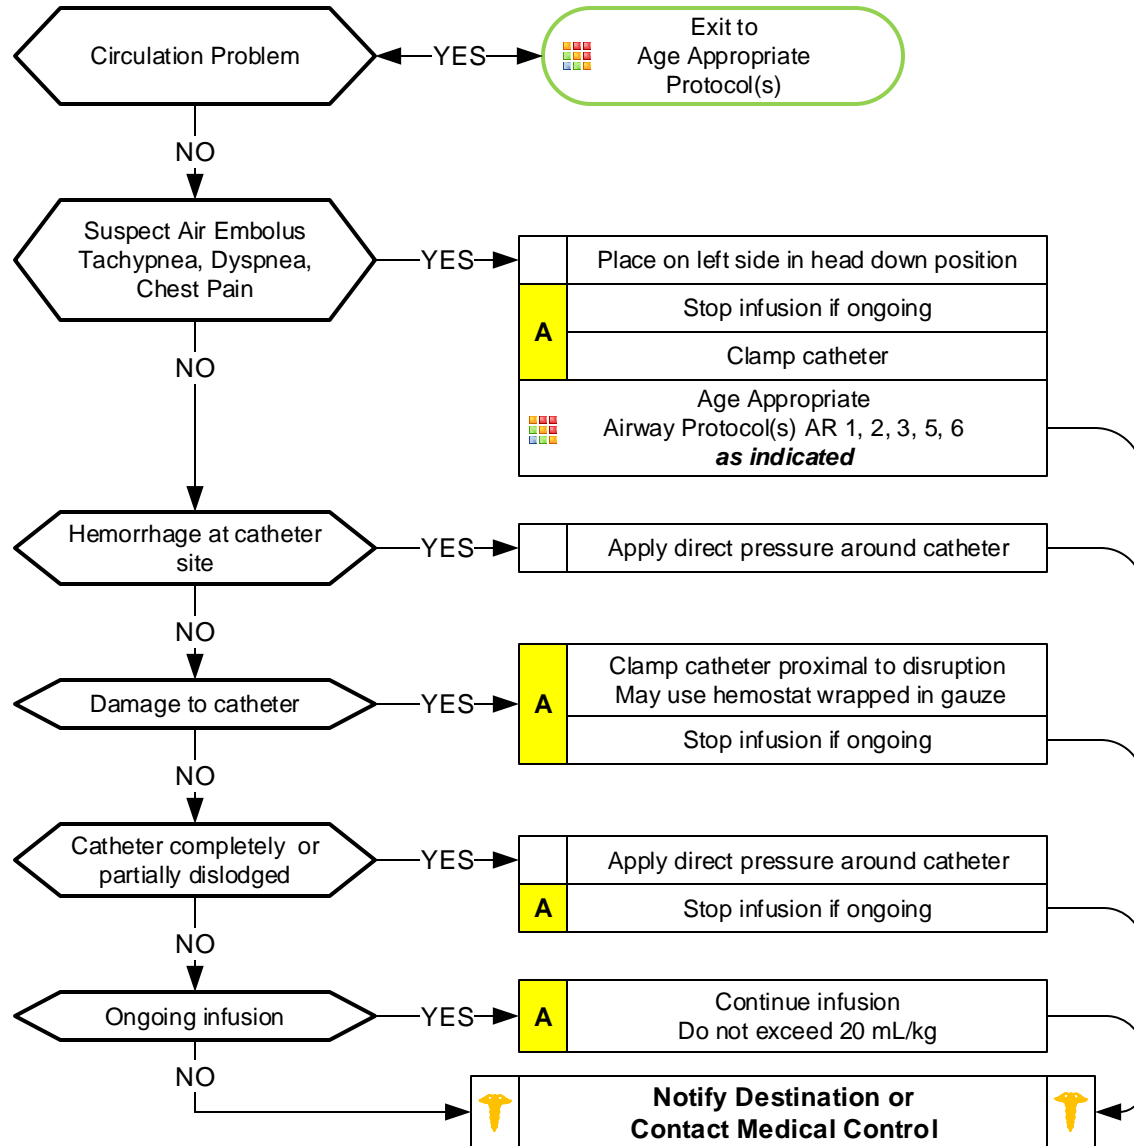 Circulation Problem
YES
Exit to
Age Appropriate
Protocol(s)
NO
Suspect Air Embolus
Tachypnea, Dyspnea,
Chest Pain
YES
Place on left side in head down position
A
Stop infusion if ongoing
Clamp catheter
Age Appropriate
Airway Protocol(s) AR 1, 2, 3, 5, 6
as indicated
NO
Hemorrhage at catheter
site
YES
Apply direct pressure around catheter
NO
Damage to catheter
YES
A
Clamp catheter proximal to disruption
May use hemostat wrapped in gauze
Stop infusion if ongoing
NO
Catheter completely or
partially dislodged
YES
Apply direct pressure around catheter
A
Stop infusion if ongoing
NO
Ongoing infusion
YES
A
Continue infusion
Do not exceed 20 mL/kg
NO
Notify Destination or
Contact Medical Control